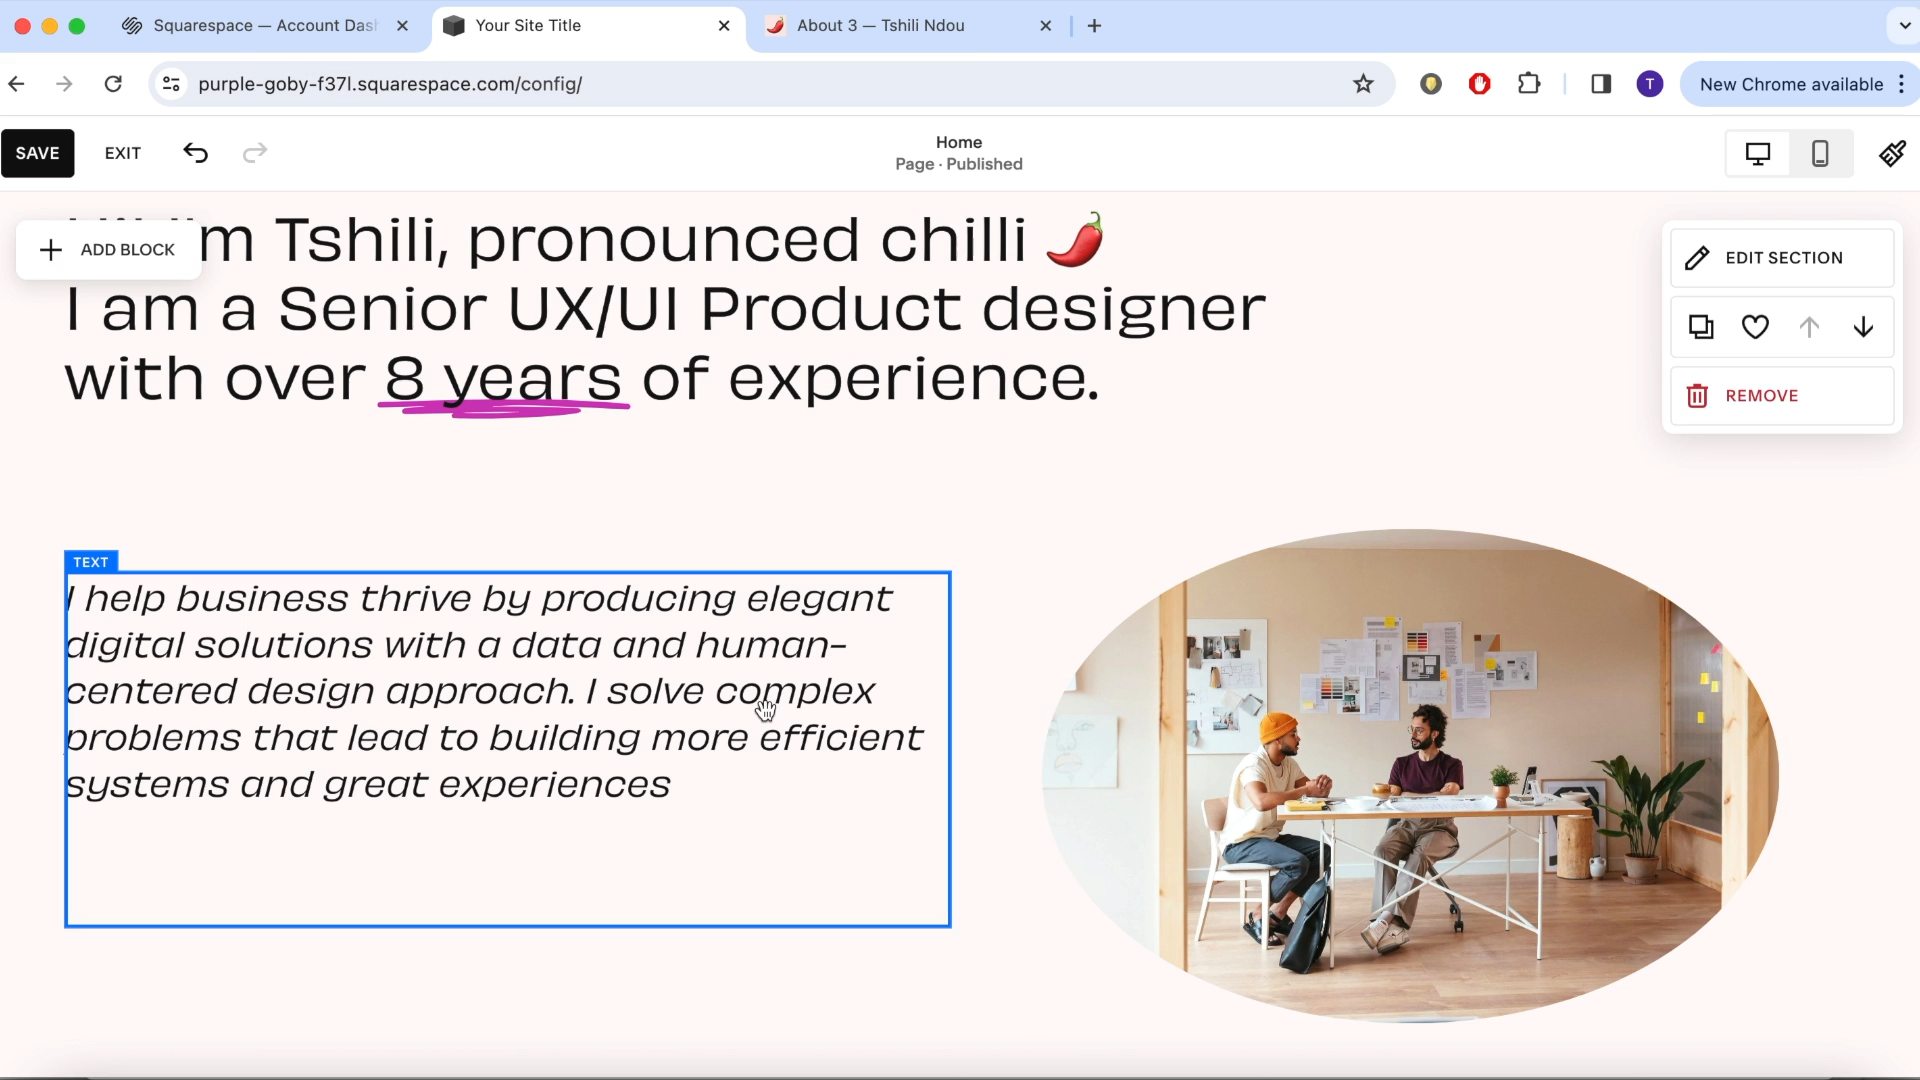 Squarespace — Account Das
Your Site Title
About 3 — Tshili Ndou
purple-goby-f37l.squarespace.com/config/
T
New Chrome available
SAVE
EXIT
Home
Page · Published
ADD BLOCK
m Tshili, pronounced chilli 🌶️
I am a Senior UX/UI Product designer
with over 8 years of experience.
EDIT SECTION
REMOVE
TEXT
I help business thrive by producing elegant
digital solutions with a data and human-
centered design approach. I solve complex
problems that lead to building more efficient
systems and great experiences